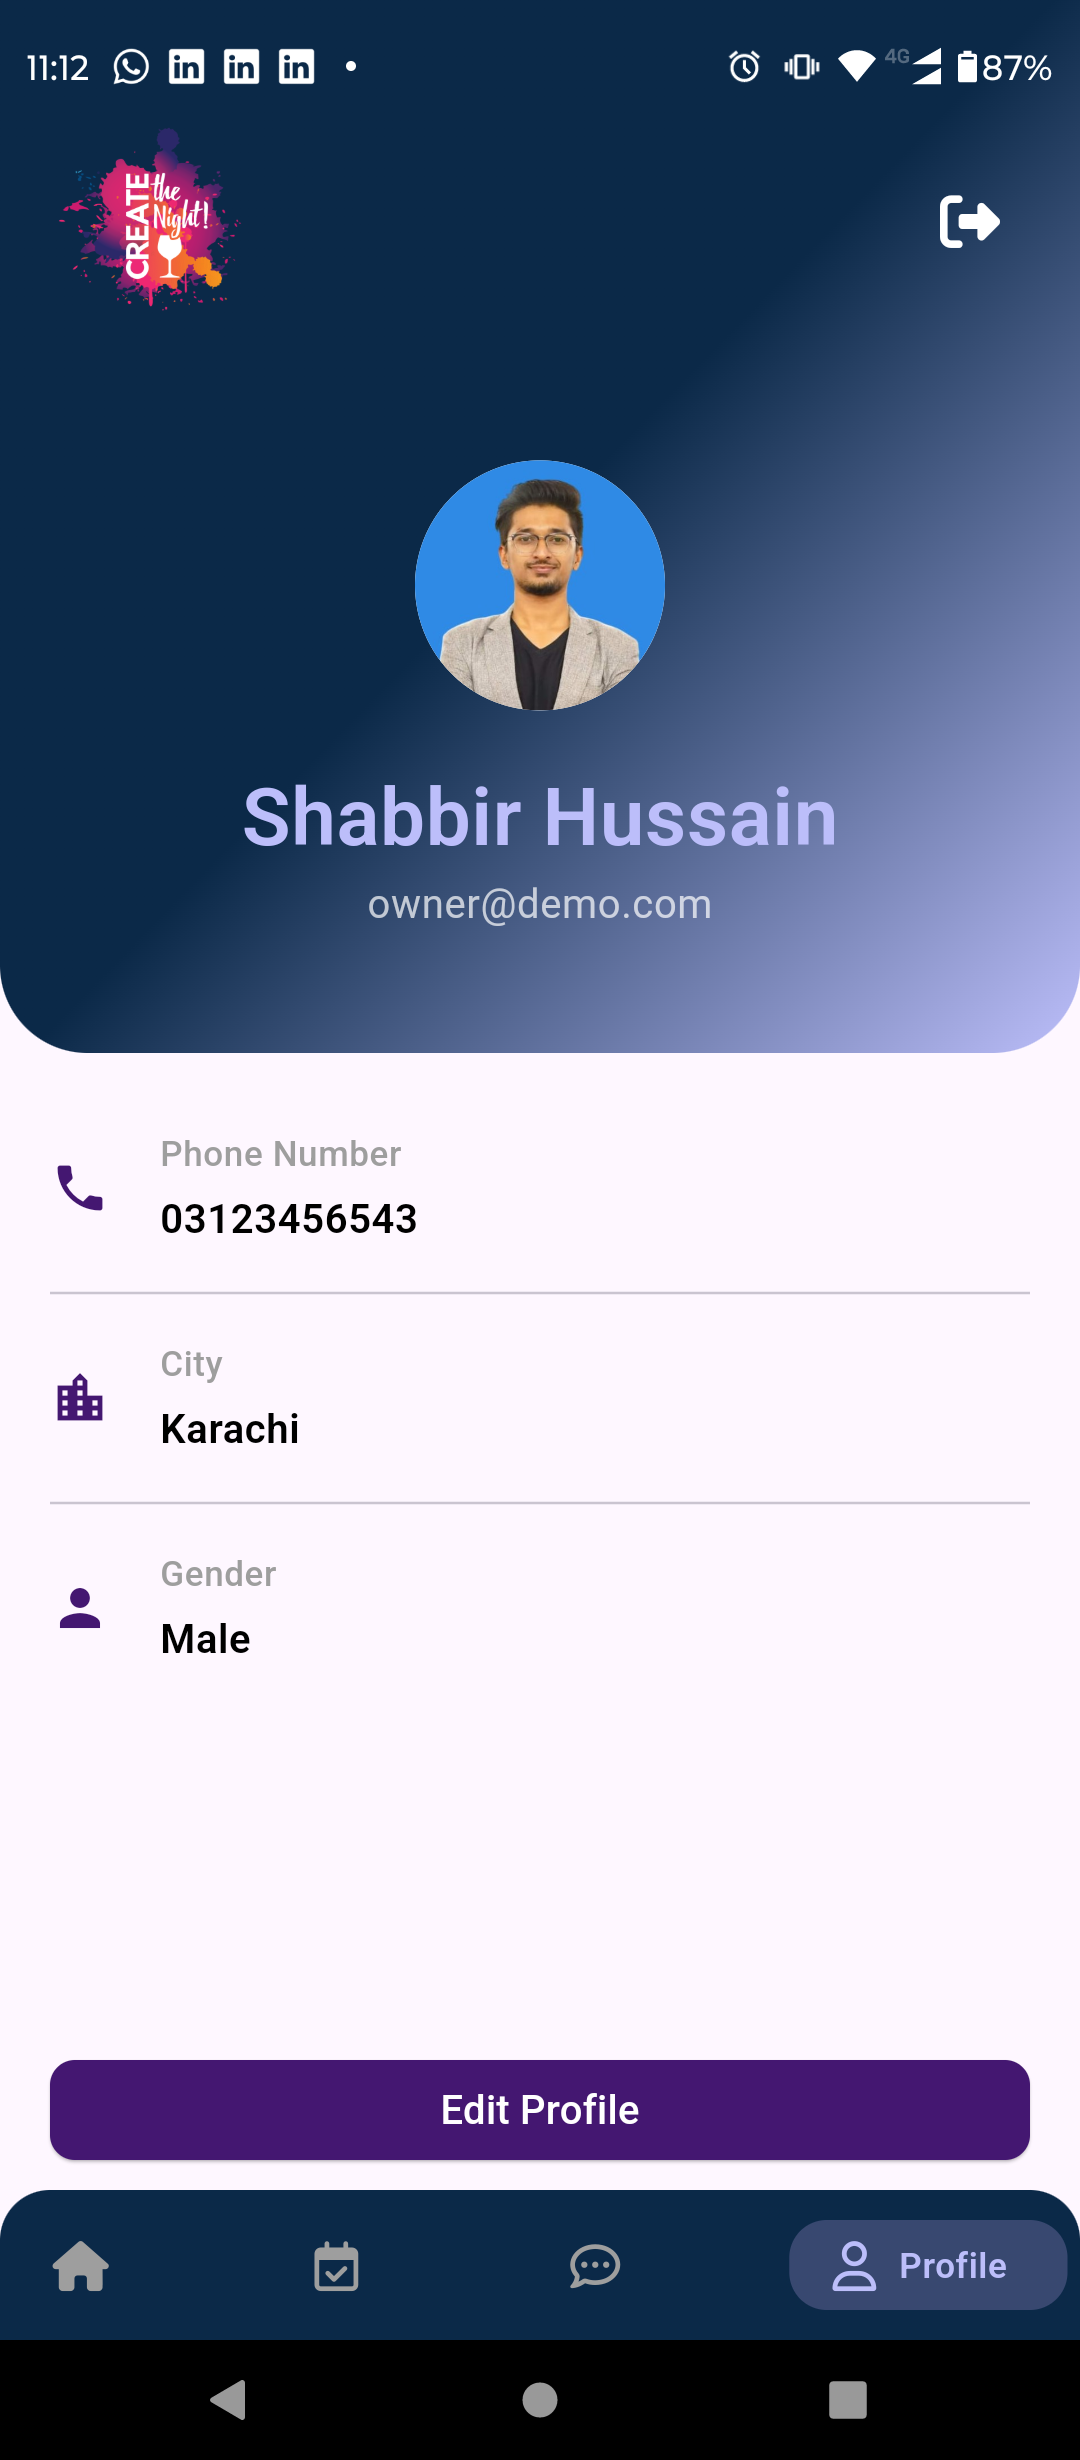 11:12
4G
87%
CREATE
the
Night!
Shabbir Hussain
owner@demo.com
Phone Number
03123456543
City
Karachi
Gender
Male
Edit Profile
Profile